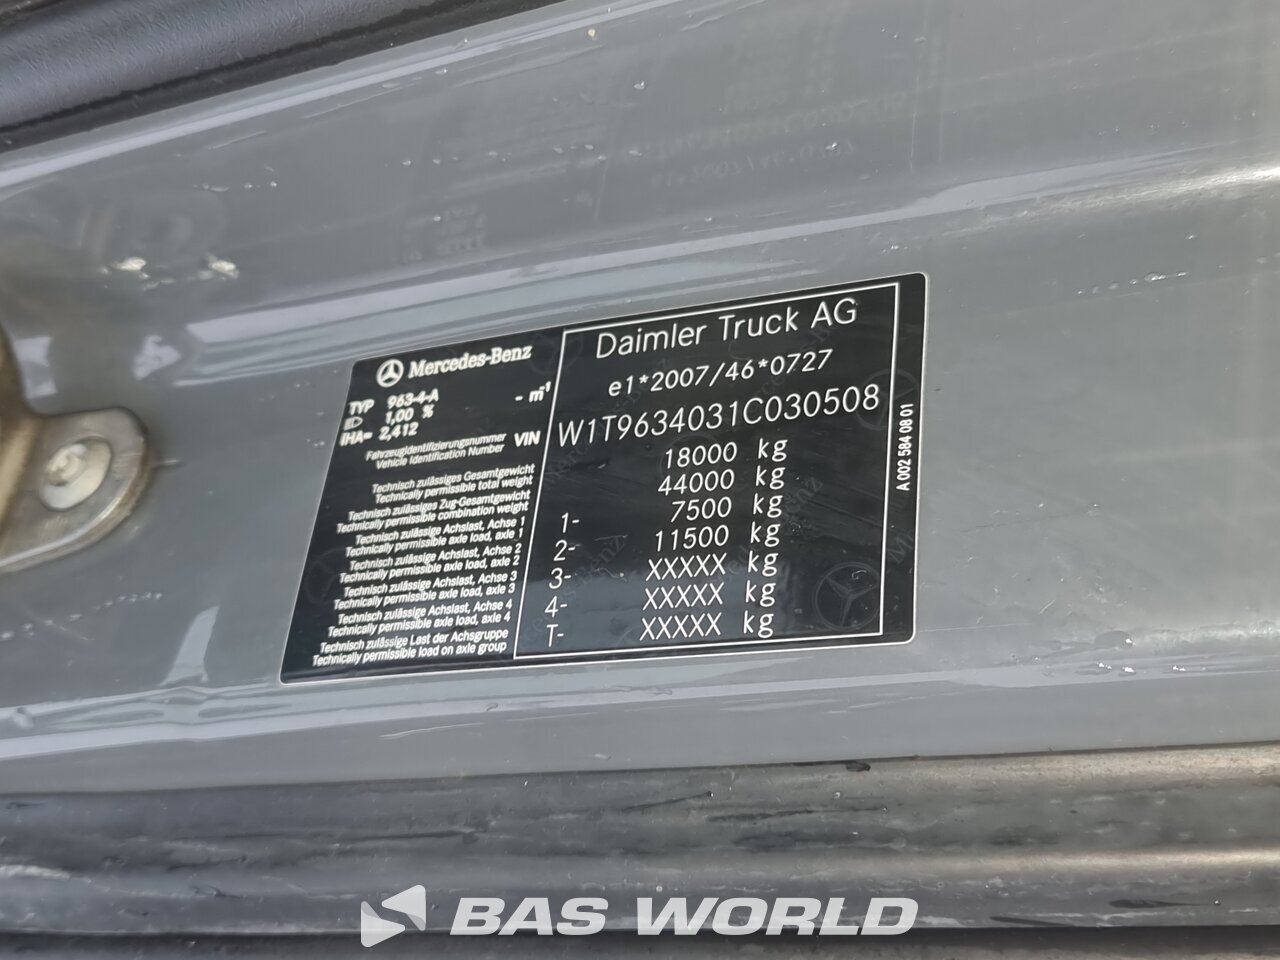 Mercedes-Benz
TYP 963-4-A - m-1
1,00 %
iHA= 2,412
Fahrzeugidentifizierungsnummer
Vehicle Identification Number VIN
Technisch zulässiges Gesamtgewicht
Technically permissible total weight
Technisch zulässiges Zug-Gesamtgewicht
Technically permissible combination weight
Technisch zulässige Achslast, Achse 1
Technically permissible axle load, axle 1
Technisch zulässige Achslast, Achse 2
Technically permissible axle load, axle 2
Technisch zulässige Achslast, Achse 3
Technically permissible axle load, axle 3
Technisch zulässige Achslast, Achse 4
Technically permissible axle load, axle 4
Technisch zulässige Last der Achsgruppe
Technically permissible load on axle group
Daimler Truck AG
e1*2007/46*0727
W1T9634031C030508
18000 kg
44000 kg
1- 7500 kg
2- 11500 kg
3- XXXXX kg
4- XXXXX kg
T- XXXXX kg
A 002 584 08 01
BAS WORLD